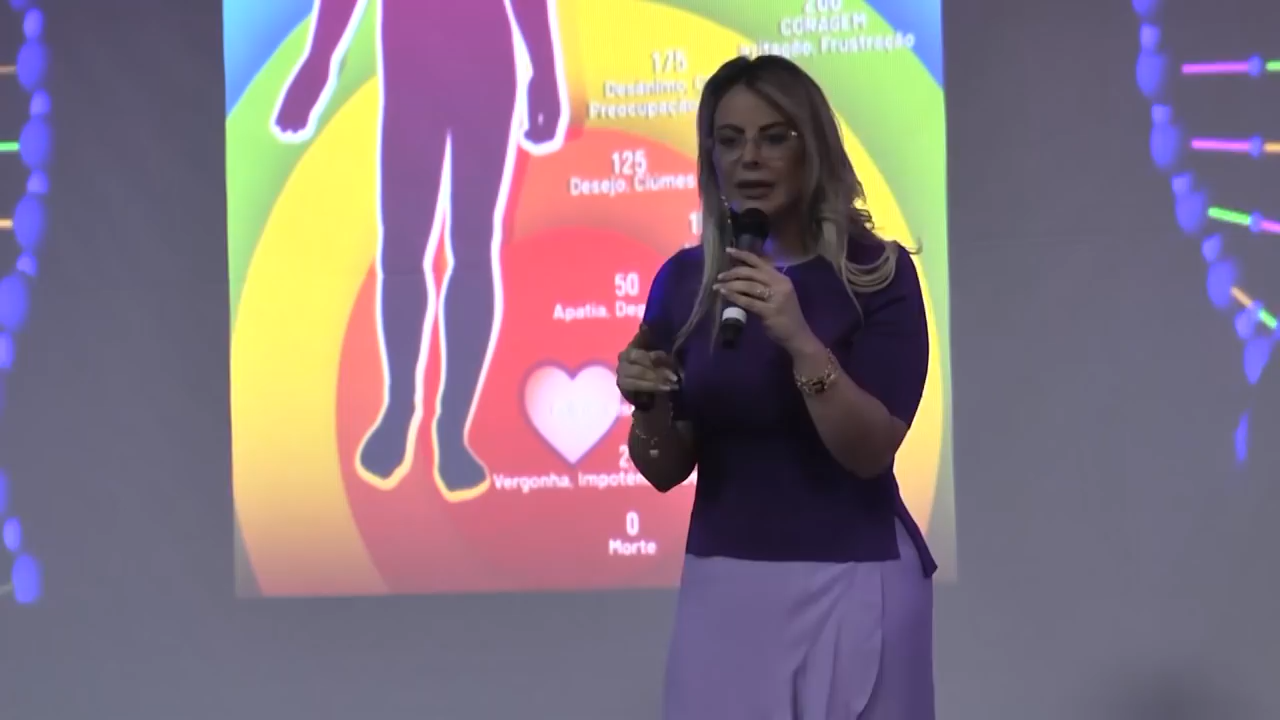 200
CORAGEM
Irritação, Frustração
175
Desânimo,
Preocupação
125
Desejo, Ciúmes
50
Apatia,
Vergonha,
0
Morte